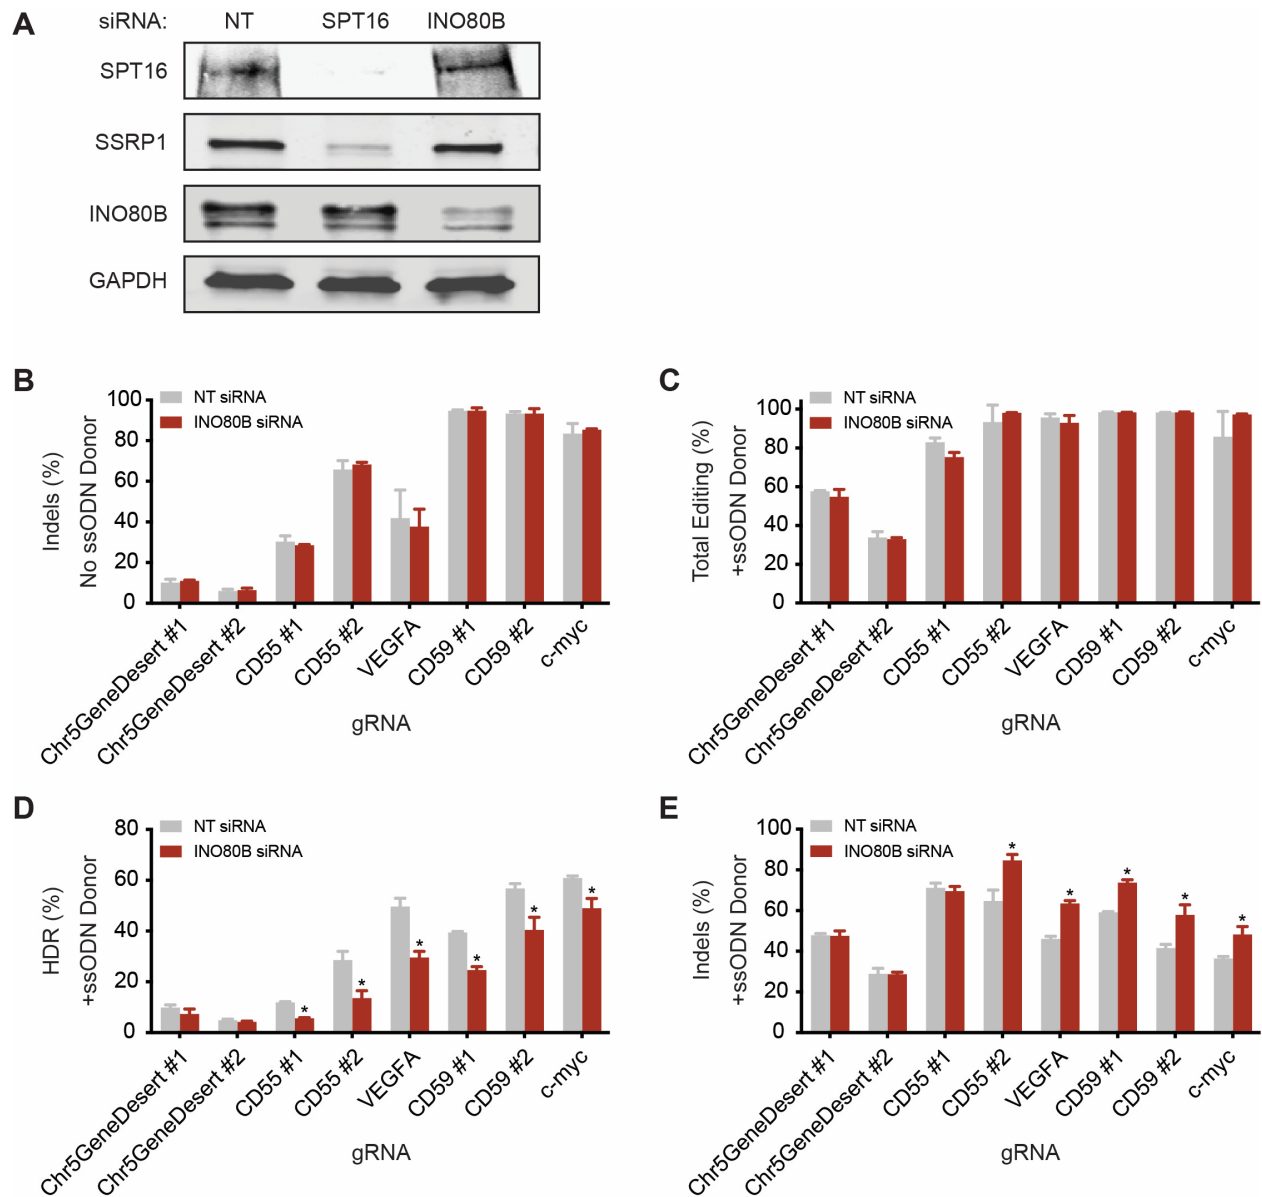 A
siRNA: NT SPT16 INO80B
SPT16
SSRP1
INO80B
GAPDH
B
Indels (%)
No ssODN Donor
100
80
60
40
20
0
NT siRNA
INO80B siRNA
Chr5GeneDesert #1
Chr5GeneDesert #2
CD55 #1
CD55 #2
VEGFA
CD59 #1
CD59 #2
c-myc
gRNA
C
Total Editing (%)
+ssODN Donor
100
80
60
40
20
0
NT siRNA
INO80B siRNA
Chr5GeneDesert #1
Chr5GeneDesert #2
CD55 #1
CD55 #2
VEGFA
CD59 #1
CD59 #2
c-myc
gRNA
D
HDR (%)
+ssODN Donor
80
60
40
20
0
NT siRNA
INO80B siRNA
* * * * * *
Chr5GeneDesert #1
Chr5GeneDesert #2
CD55 #1
CD55 #2
VEGFA
CD59 #1
CD59 #2
c-myc
gRNA
E
Indels (%)
+ssODN Donor
100
80
60
40
20
0
NT siRNA
INO80B siRNA
* * * * *
Chr5GeneDesert #1
Chr5GeneDesert #2
CD55 #1
CD55 #2
VEGFA
CD59 #1
CD59 #2
c-myc
gRNA